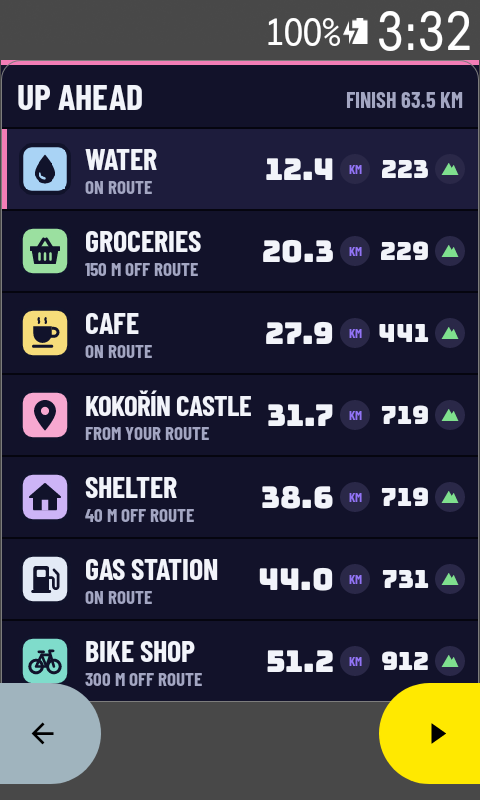 100% 3:32
UP AHEAD FINISH 63.5 KM
WATER 12.4 KM 223
ON ROUTE
GROCERIES 20.3 KM 229
150 M OFF ROUTE
CAFE 27.9 KM 441
ON ROUTE
KOKOŘÍN CASTLE 31.7 KM 719
FROM YOUR ROUTE
SHELTER 38.6 KM 719
40 M OFF ROUTE
GAS STATION 44.0 KM 731
ON ROUTE
BIKE SHOP 51.2 KM 912
300 M OFF ROUTE